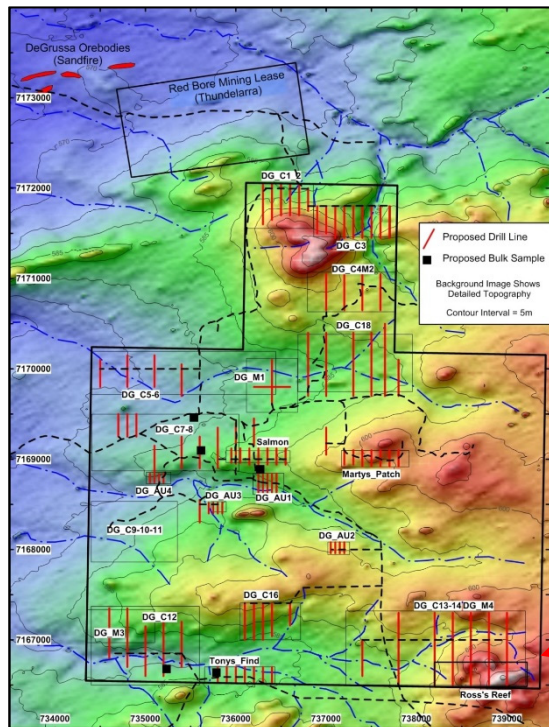 DeGrussa Orebodies
(Sandfire)
Red Bore Mining Lease
(Thundelarra)
7173000
7172000
DG_C1_2
DG_C3
Proposed Drill Line
Proposed Bulk Sample
Background Image Shows
Detailed Topography
Contour Interval = 5m
7171000
DG_C4M2
DG_C18
7170000
DG_M1
DG_C5-6
DG_C7-8
Salmon
7169000
Martys_Patch
DG_AU4
DG_AU3
DG_AU1
DG_C9-10-11
DG_AU2
7168000
DG_C16
DG_C12
DG_C13-14
DG_M4
DG_M3
7167000
Tonys_Find
Ross's Reef
734000 735000 736000 737000 738000 739000